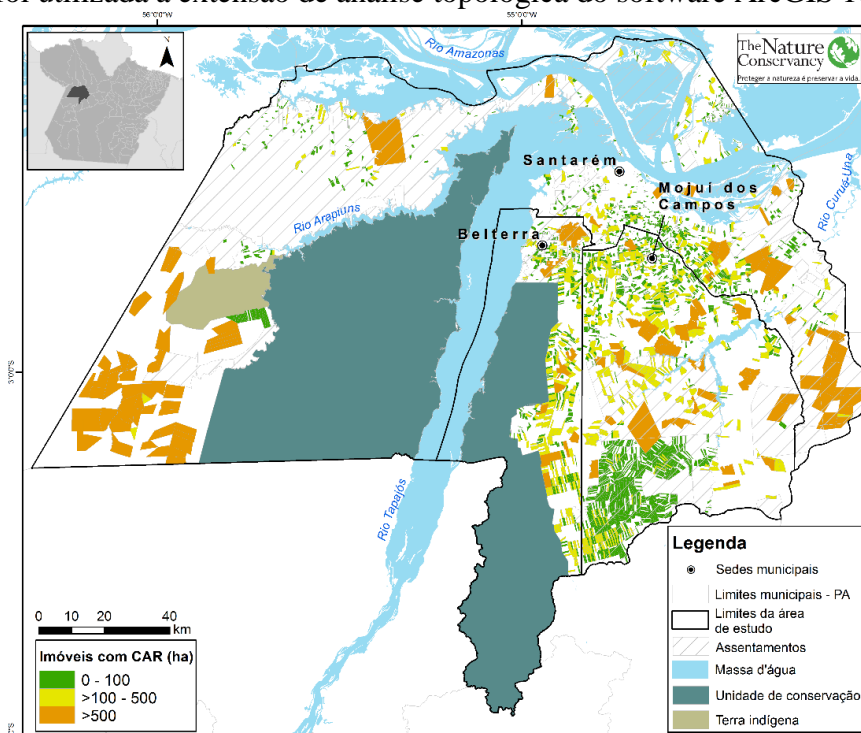 foi utilizada a extensão de análise topológica do software ArcGIS 1
56°0'0"W
55°0'0"W
N
Rio Amazonas
The Nature
Conservancy
Proteger a natureza é preservar a vida.
Santarém
Mojuí dos
Campos
Rio Arapiuns
Rio Curuá-Una
Belterra
3°0'S
Rio Tapajós
Legenda
Sedes municipais
Limites municipais - PA
Limites da área
de estudo
Assentamentos
Massa d'água
Unidade de conservação
Terra indígena
0 10 20 40
km
Imóveis com CAR (ha)
0 - 100
>100 - 500
>500